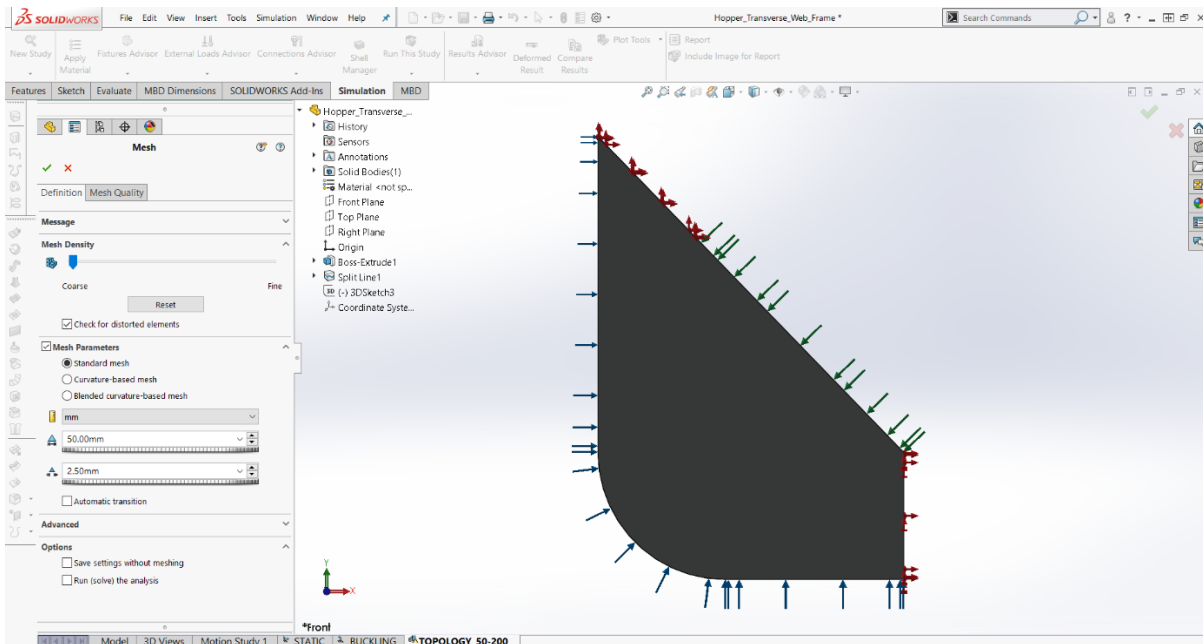 DS SOLIDWORKS File Edit View Insert Tools Simulation Window Help Hopper_Transverse_Web_Frame * Search Commands
New Study Apply Material Fixtures Advisor External Loads Advisor Connections Advisor Shell Manager Run This Study Results Advisor Deformed Result Compare Results Plot Tools Report
Include Image for Report
Features Sketch Evaluate MBD Dimensions SOLIDWORKS Add-Ins Simulation MBD
Mesh
Definition Mesh Quality
Message
Mesh Density
Coarse Fine
Reset
Check for distorted elements
Mesh Parameters
Standard mesh
Curvature-based mesh
Blended curvature-based mesh
mm
50.00mm
2.50mm
Automatic transition
Advanced
Options
Save settings without meshing
Run (solve) the analysis
Hopper_Transverse_...
History
Sensors
Annotations
Solid Bodies(1)
Material <not sp...
Front Plane
Top Plane
Right Plane
Origin
Boss-Extrude1
Split Line1
3D (-) 3DSketch3
Coordinate Syste...
Y
X
*Front
Model 3D Views Motion Study 1 STATIC BUCKLING TOPOLOGY_50-200